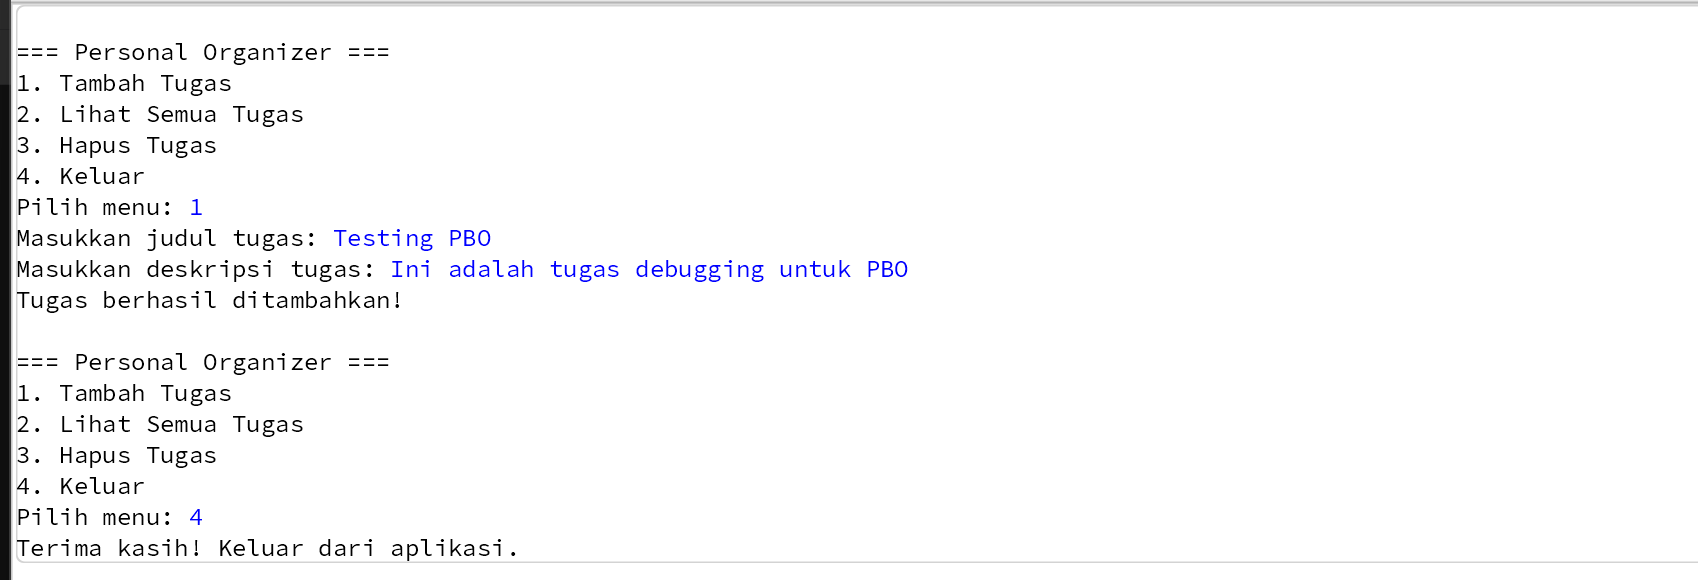 === Personal Organizer ===
1. Tambah Tugas
2. Lihat Semua Tugas
3. Hapus Tugas
4. Keluar
Pilih menu: 1
Masukkan judul tugas: Testing PBO
Masukkan deskripsi tugas: Ini adalah tugas debugging untuk PBO
Tugas berhasil ditambahkan!
=== Personal Organizer ===
1. Tambah Tugas
2. Lihat Semua Tugas
3. Hapus Tugas
4. Keluar
Pilih menu: 4
Terima kasih! Keluar dari aplikasi.